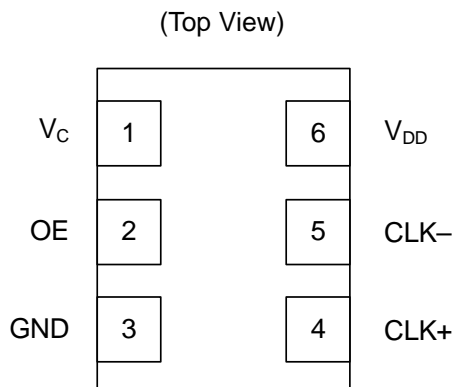 (Top View)
V_C 1 6 V_DD
OE 2 5 CLK–
GND 3 4 CLK+